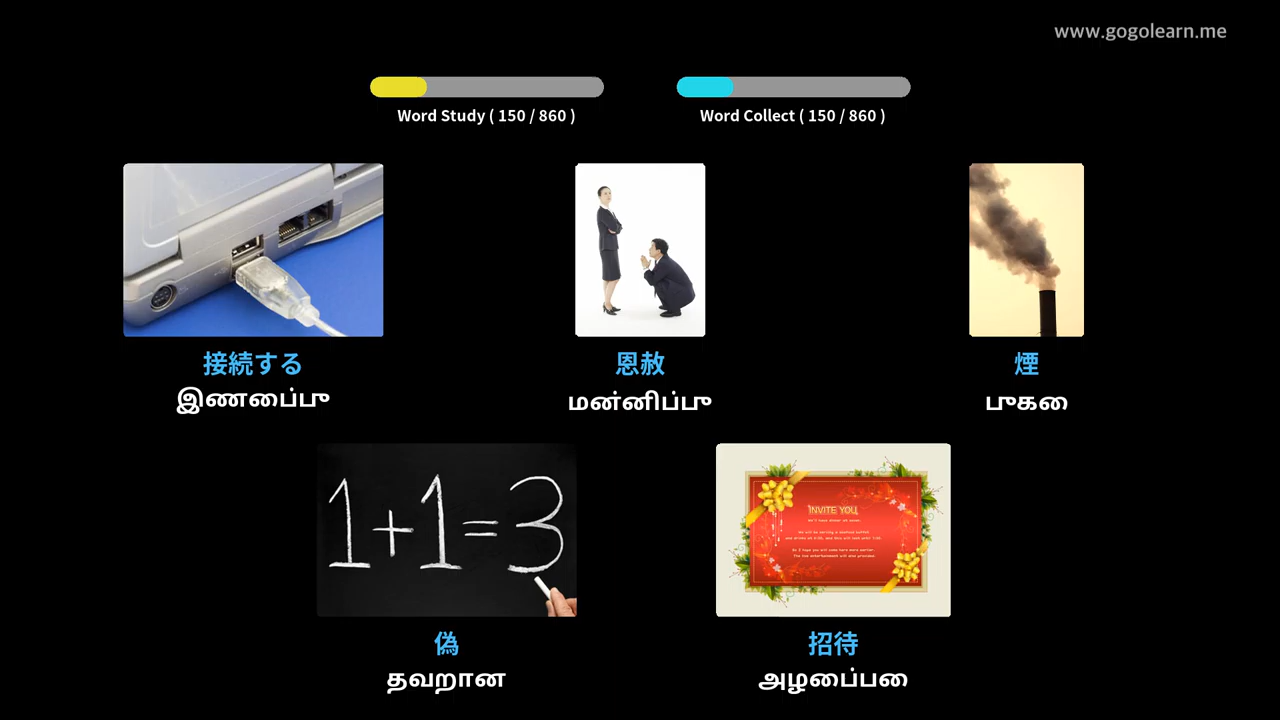 www.gogolearn.me
Word Study ( 150 / 860 )
Word Collect ( 150 / 860 )
接続する
இணைப்பு
恩赦
மன்னிப்பு
煙
புகை
1+1=3
INVITE YOU
偽
தவறான
招待
அழைப்பை